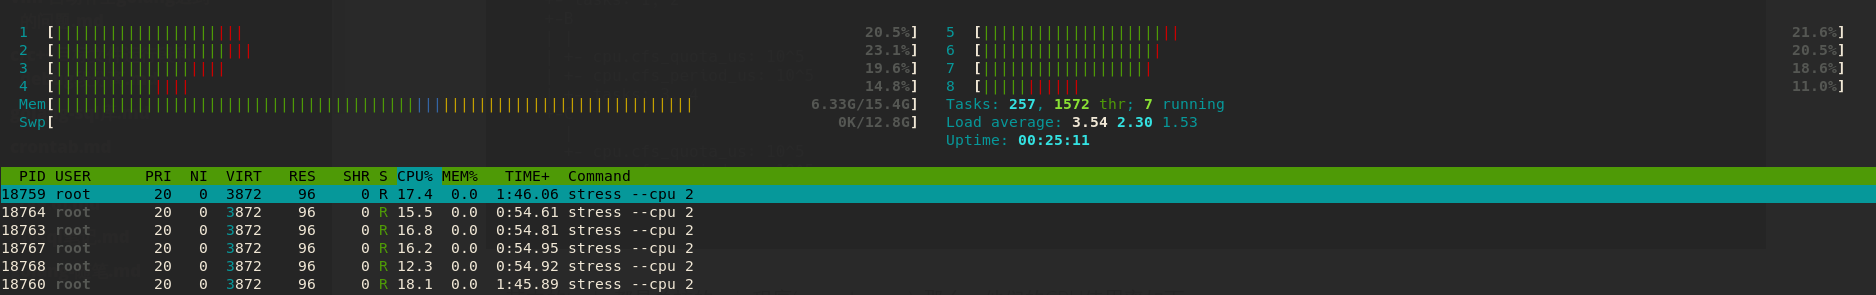 1 [|||||||||||||||||||||                    20.5%] 5 [||||||||||||||||||||||                    21.6%]
2 [||||||||||||||||||||||                    23.1%] 6 [||||||||||||||||||||                    20.5%]
3 [|||||||||||||||||||                    19.6%] 7 [|||||||||||||||||||                    18.6%]
4 [|||||||||||||||                    14.8%] 8 [|||||||||||                    11.0%]
Mem[|||||||||||||||||||||||||||||||||||||||||||||||||||||||||||||||||||||||                    6.33G/15.4G] Tasks: 257, 1572 thr; 7 running
Swp[                    0K/12.8G] Load average: 3.54 2.30 1.53
Uptime: 00:25:11
PID USER PRI NI VIRT RES SHR S CPU% MEM% TIME+ Command
18759 root 20 0 3872 96 0 R 17.4 0.0 1:46.06 stress --cpu 2
18764 root 20 0 3872 96 0 R 15.5 0.0 0:54.61 stress --cpu 2
18763 root 20 0 3872 96 0 R 16.8 0.0 0:54.81 stress --cpu 2
18767 root 20 0 3872 96 0 R 16.2 0.0 0:54.95 stress --cpu 2
18768 root 20 0 3872 96 0 R 12.3 0.0 0:54.92 stress --cpu 2
18760 root 20 0 3872 96 0 R 18.1 0.0 1:45.89 stress --cpu 2